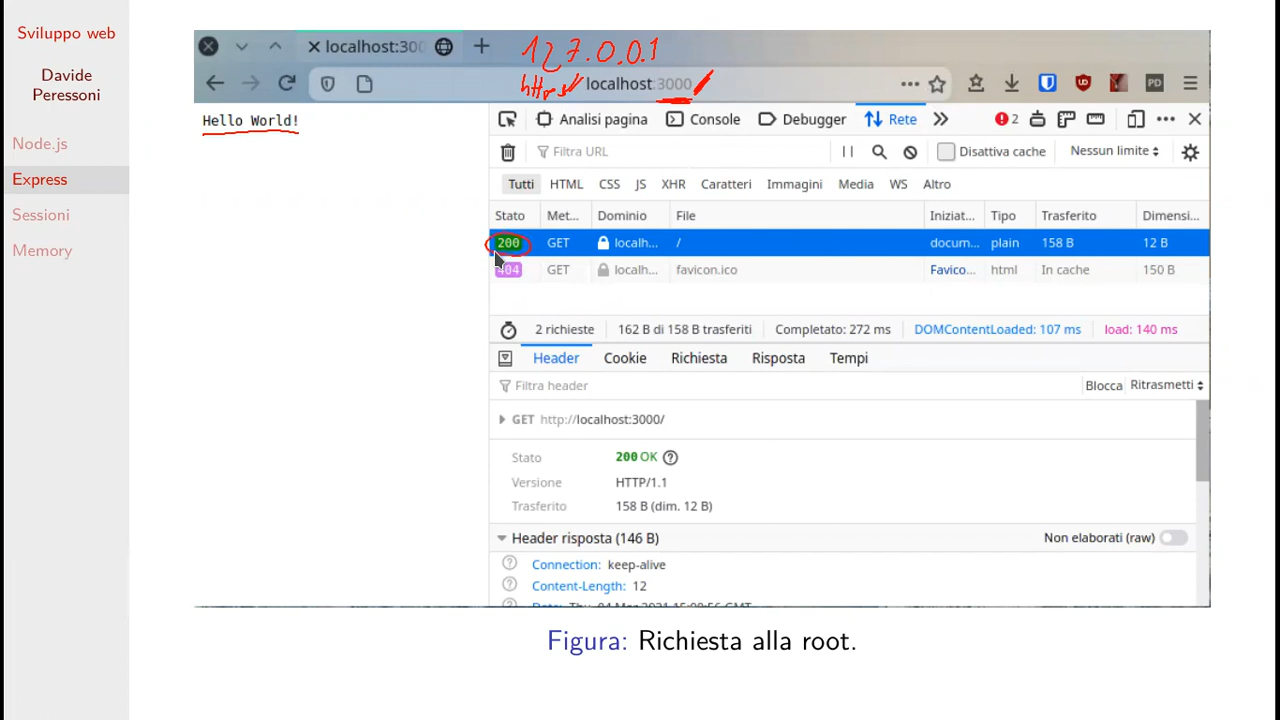 Sviluppo web
Davide
Peressoni
Node.js
Express
Sessioni
Memory
127.0.0.1
localhost:300
https/ localhost:3000 /
Hello World!
Analisi pagina Console Debugger Rete 2
Filtra URL Disattiva cache Nessun limite
Tutti HTML CSS JS XHR Caratteri Immagini Media WS Altro
Stato Met... Dominio File Iniziat... Tipo Trasferito Dimensi...
200 GET localh... / docum... plain 158 B 12 B
404 GET localh... favicon.ico Favico... html In cache 150 B
2 richieste 162 B di 158 B trasferiti Completato: 272 ms DOMContentLoaded: 107 ms load: 140 ms
Header Cookie Richiesta Risposta Tempi
Filtra header Blocca Ritrasmetti
GET http://localhost:3000/
Stato 200 OK
Versione HTTP/1.1
Trasferito 158 B (dim. 12 B)
Header risposta (146 B) Non elaborati (raw)
Connection: keep-alive
Content-Length: 12
Figura: Richiesta alla root.